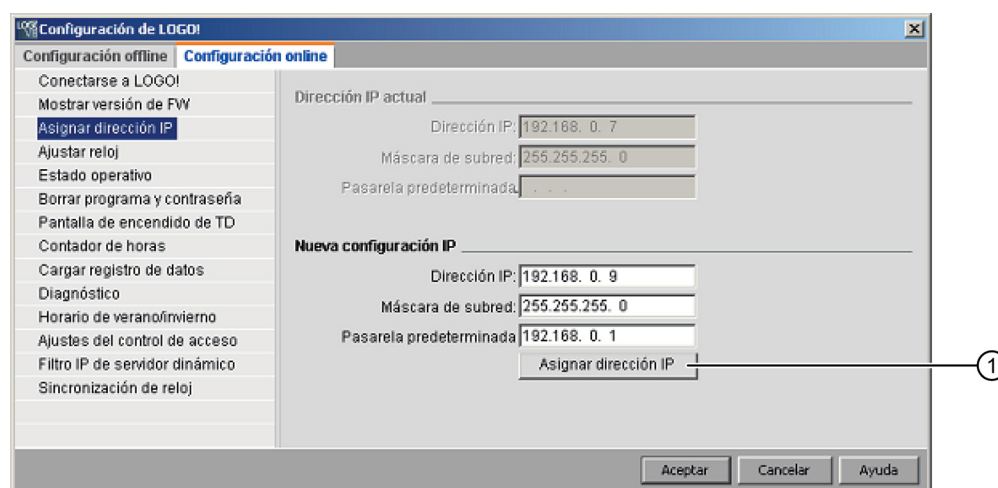 Configuración de LOGO!
Configuración offline Configuración online
Conectarse a LOGO!
Mostrar versión de FW
Asignar dirección IP
Ajustar reloj
Estado operativo
Borrar programa y contraseña
Pantalla de encendido de TD
Contador de horas
Cargar registro de datos
Diagnóstico
Horario de verano/invierno
Ajustes del control de acceso
Filtro IP de servidor dinámico
Sincronización de reloj
Dirección IP actual
Dirección IP: 192.168. 0. 7
Máscara de subred: 255.255.255. 0
Pasarela predeterminada . . .
Nueva configuración IP
Dirección IP: 192.168. 0. 9
Máscara de subred: 255.255.255. 0
Pasarela predeterminada 192.168. 0. 1
Asignar dirección IP
1
Aceptar Cancelar Ayuda